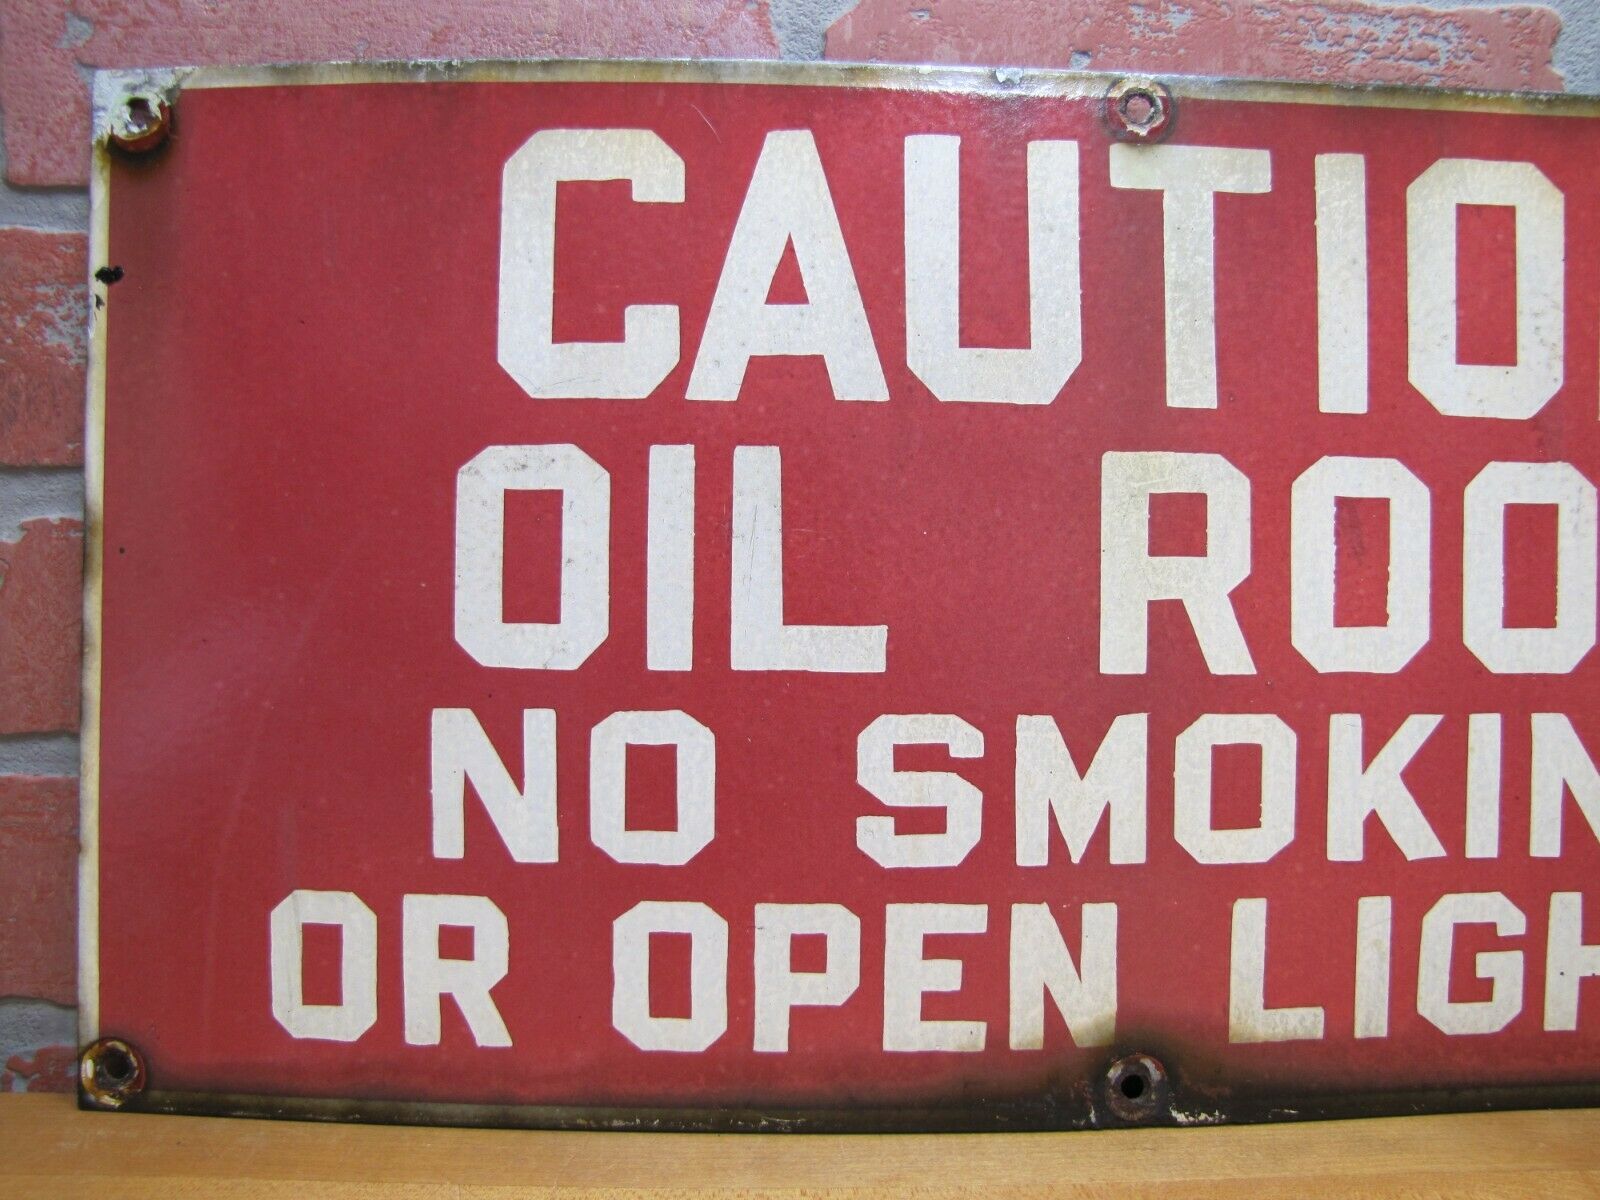 CAUTIO
OIL ROO
NO SMOKIN
OR OPEN LIGH